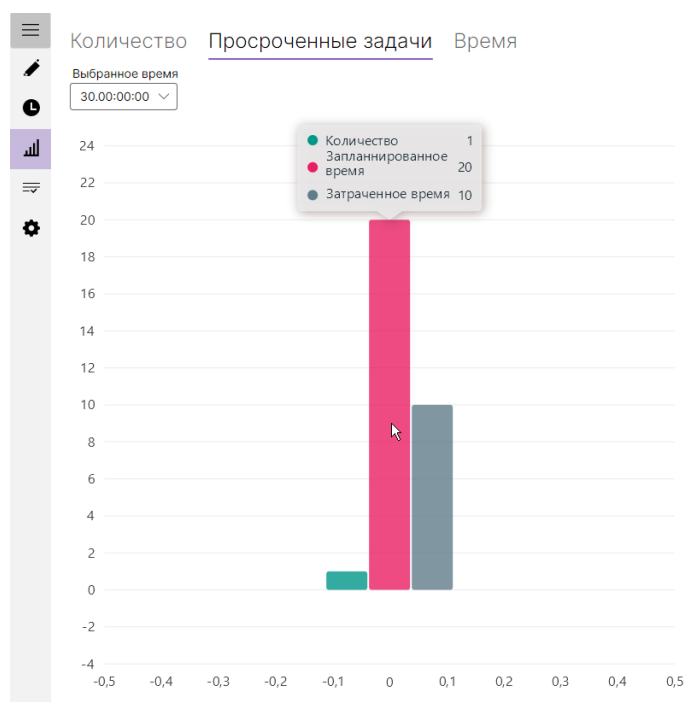 Количество Просроченные задачи Время
Выбранное время
30.00:00:00
Количество 1
Запланнированное
время 20
Затраченное время 10
24
22
20
18
16
14
12
10
8
6
4
2
0
-2
-4
-0,5 -0,4 -0,3 -0,2 -0,1 0 0,1 0,2 0,3 0,4 0,5